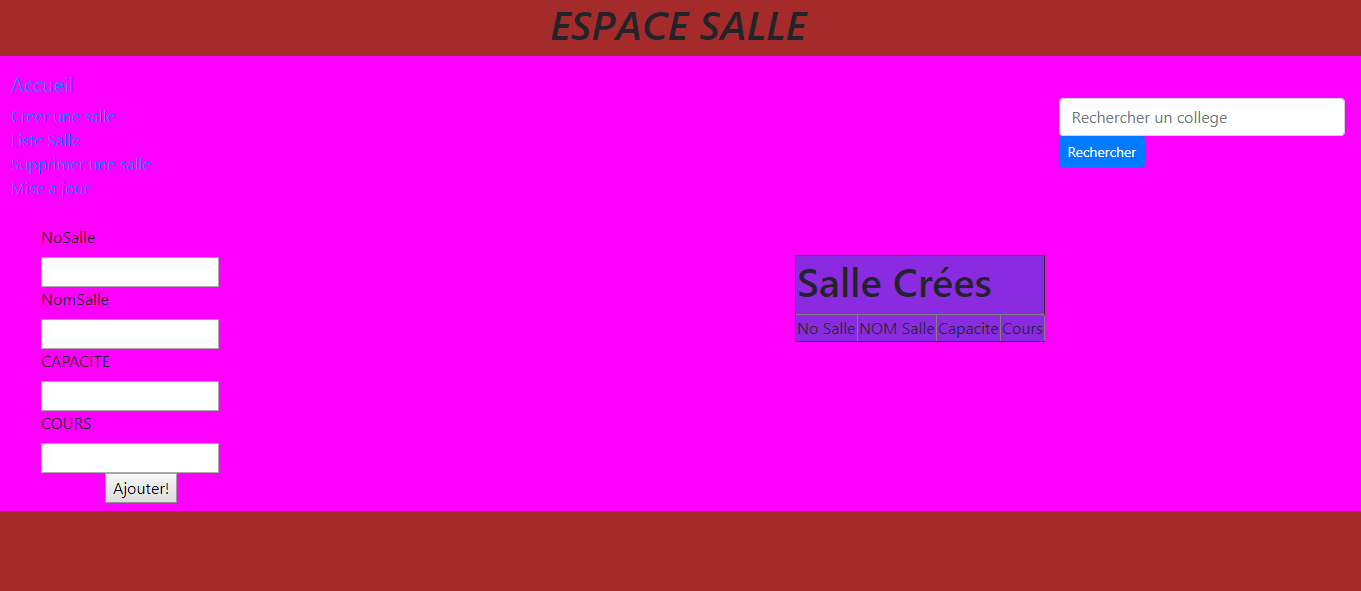 ESPACE SALLE
Accueil
Créer une salle
Liste Salle
Supprimer une salle
Mise a jour
Rechercher un college
Rechercher
NoSalle
NomSalle
CAPACITE
COURS
Ajouter!
Salle Crées
No Salle NOM Salle Capacite Cours